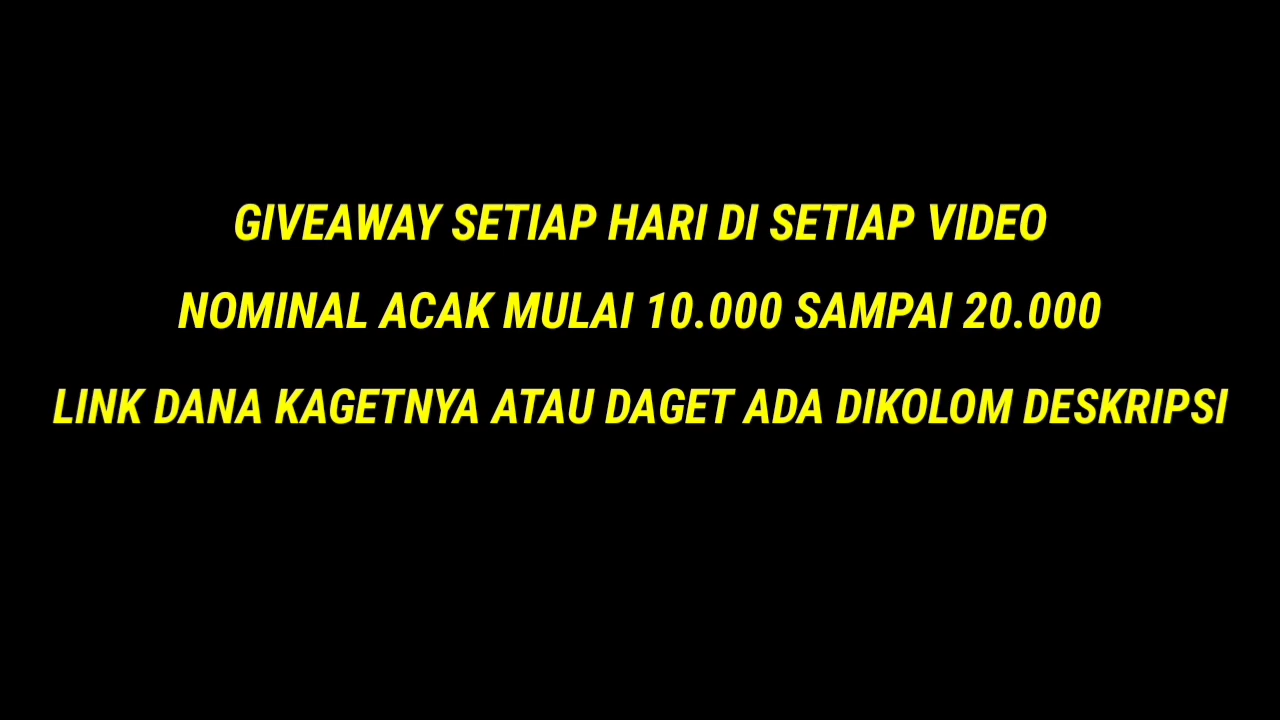 GIVEAWAY SETIAP HARI DI SETIAP VIDEO
NOMINAL ACAK MULAI 10.000 SAMPAI 20.000
LINK DANA KAGETNYA ATAU DAGET ADA DIKOLOM DESKRIPSI